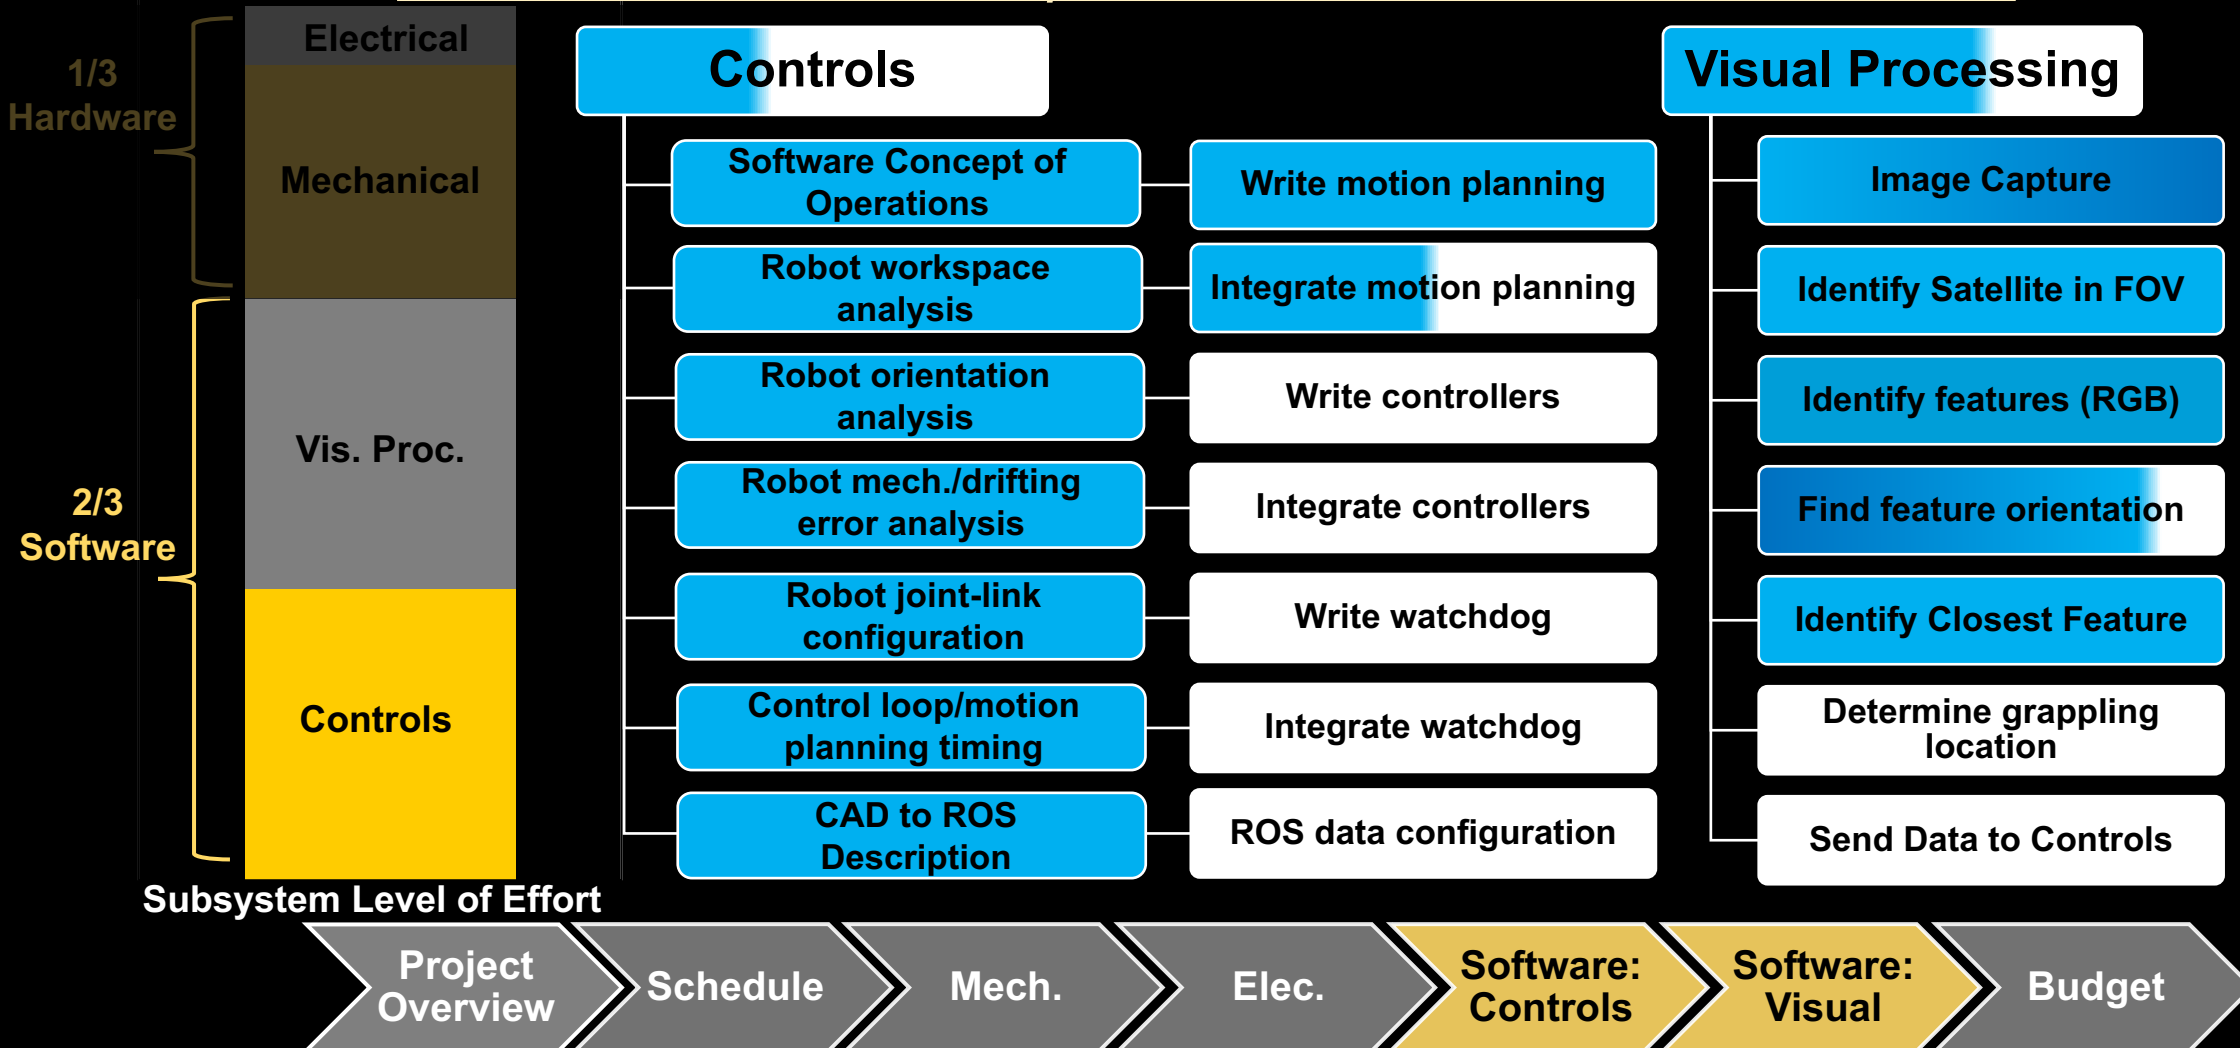 Electrical
1/3
Hardware
Mechanical
Vis. Proc.
2/3
Software
Controls
Subsystem Level of Effort
Controls
Software Concept of
Operations
Robot workspace
analysis
Robot orientation
analysis
Robot mech./drifting
error analysis
Robot joint-link
configuration
Control loop/motion
planning timing
CAD to ROS
Description
Write motion planning
Integrate motion planning
Write controllers
Integrate controllers
Write watchdog
Integrate watchdog
ROS data configuration
Visual Processing
Image Capture
Identify Satellite in FOV
Identify features (RGB)
Find feature orientation
Identify Closest Feature
Determine grappling
location
Send Data to Controls
Project
Overview
Schedule
Mech.
Elec.
Software:
Controls
Software:
Visual
Budget